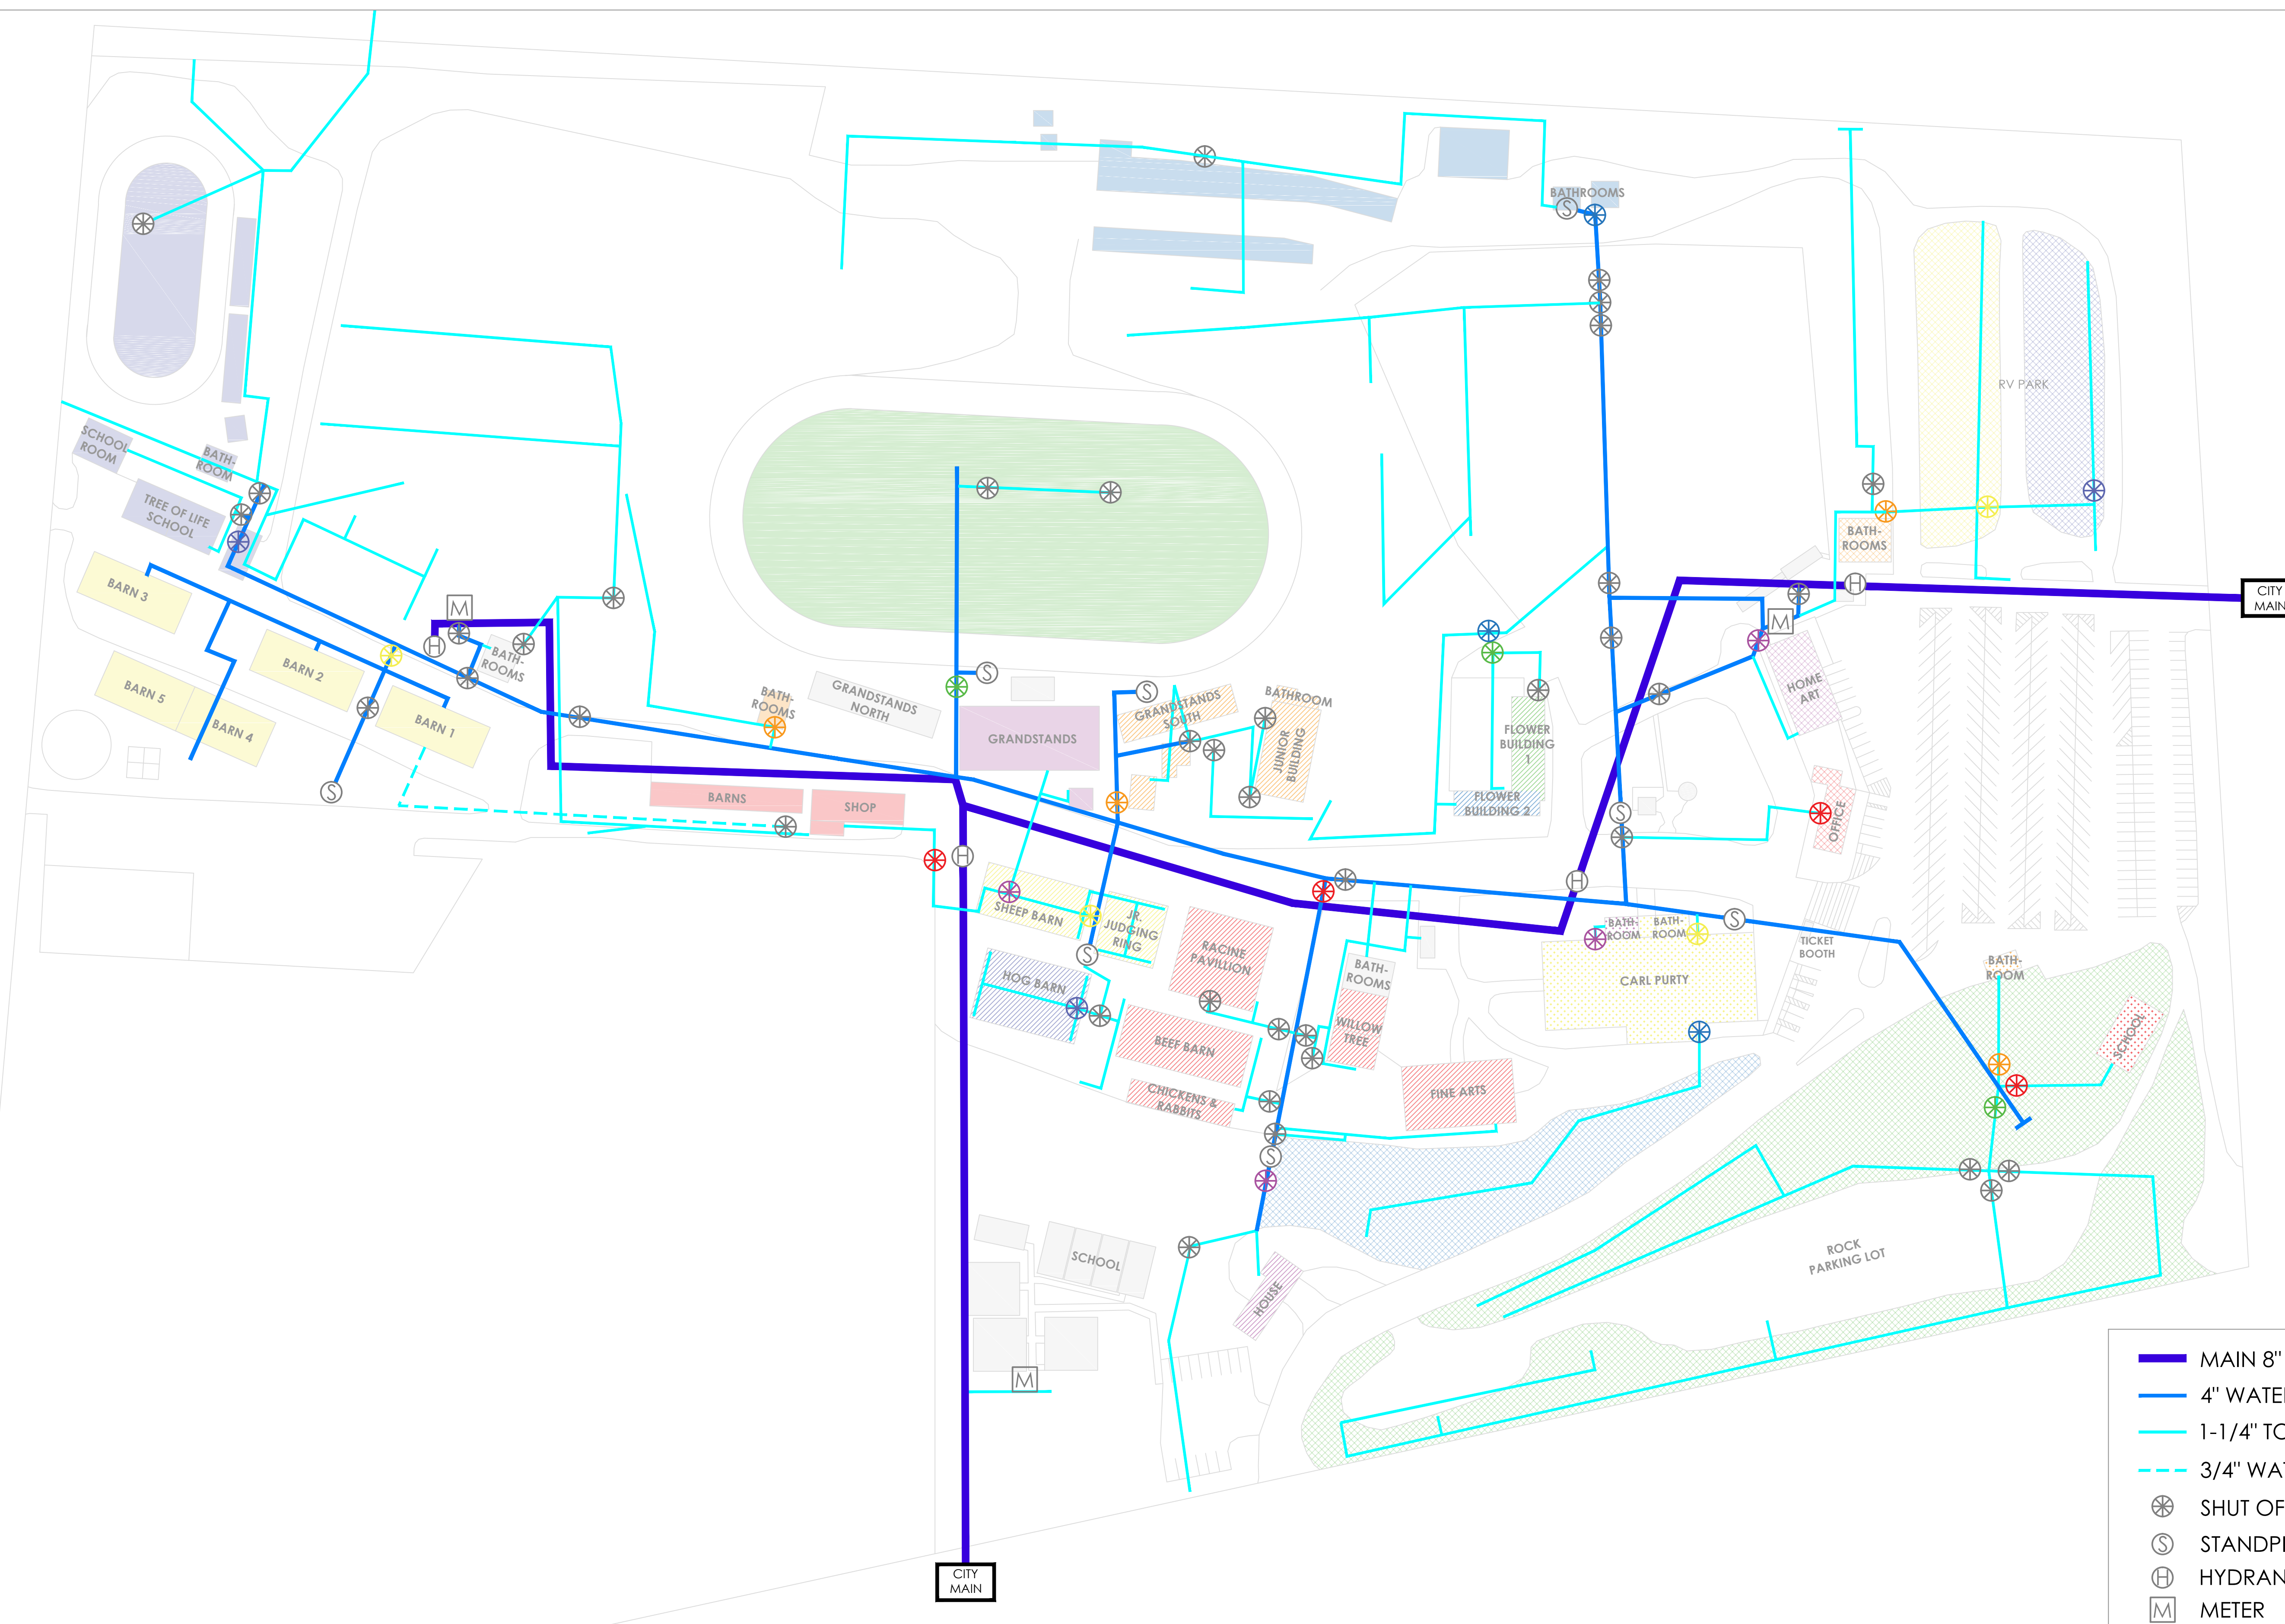 BATHROOMS
RV PARK
SCHOOL
ROOM
BATH-
ROOM
TREE OF LIFE
SCHOOL
BATH-
ROOMS
CITY
MAIN
BARN 3
M
H
BATH-
ROOMS
BARN 2
BARN 5
BARN 4
BARN 1
S
S
BATH-
ROOMS
GRANDSTANDS
NORTH
GRANDSTANDS
S
S
GRANDSTANDS
SOUTH
BATHROOM
JUNIOR
BUILDING
FLOWER
BUILDING
1
FLOWER
BUILDING 2
H
M
HOME
ART
OFFICE
S
BARNS
SHOP
H
H
SHEEP BARN
JR.
JUDGING
RING
S
RACINE
PAVILLION
HOG BARN
BEEF BARN
CHICKENS &
RABBITS
BATH-
ROOMS
WILLOW
TREE
FINE ARTS
BATH-
ROOM
BATH-
ROOM
S
CARL PURTY
TICKET
BOOTH
BATH-
ROOM
SCHOOL
S
SCHOOL
HOUSE
ROCK
PARKING LOT
M
CITY
MAIN
MAIN 8"
4" WATE
1-1/4" TO
3/4" WAT
SHUT OF
S STANDPI
H HYDRAN
M METER